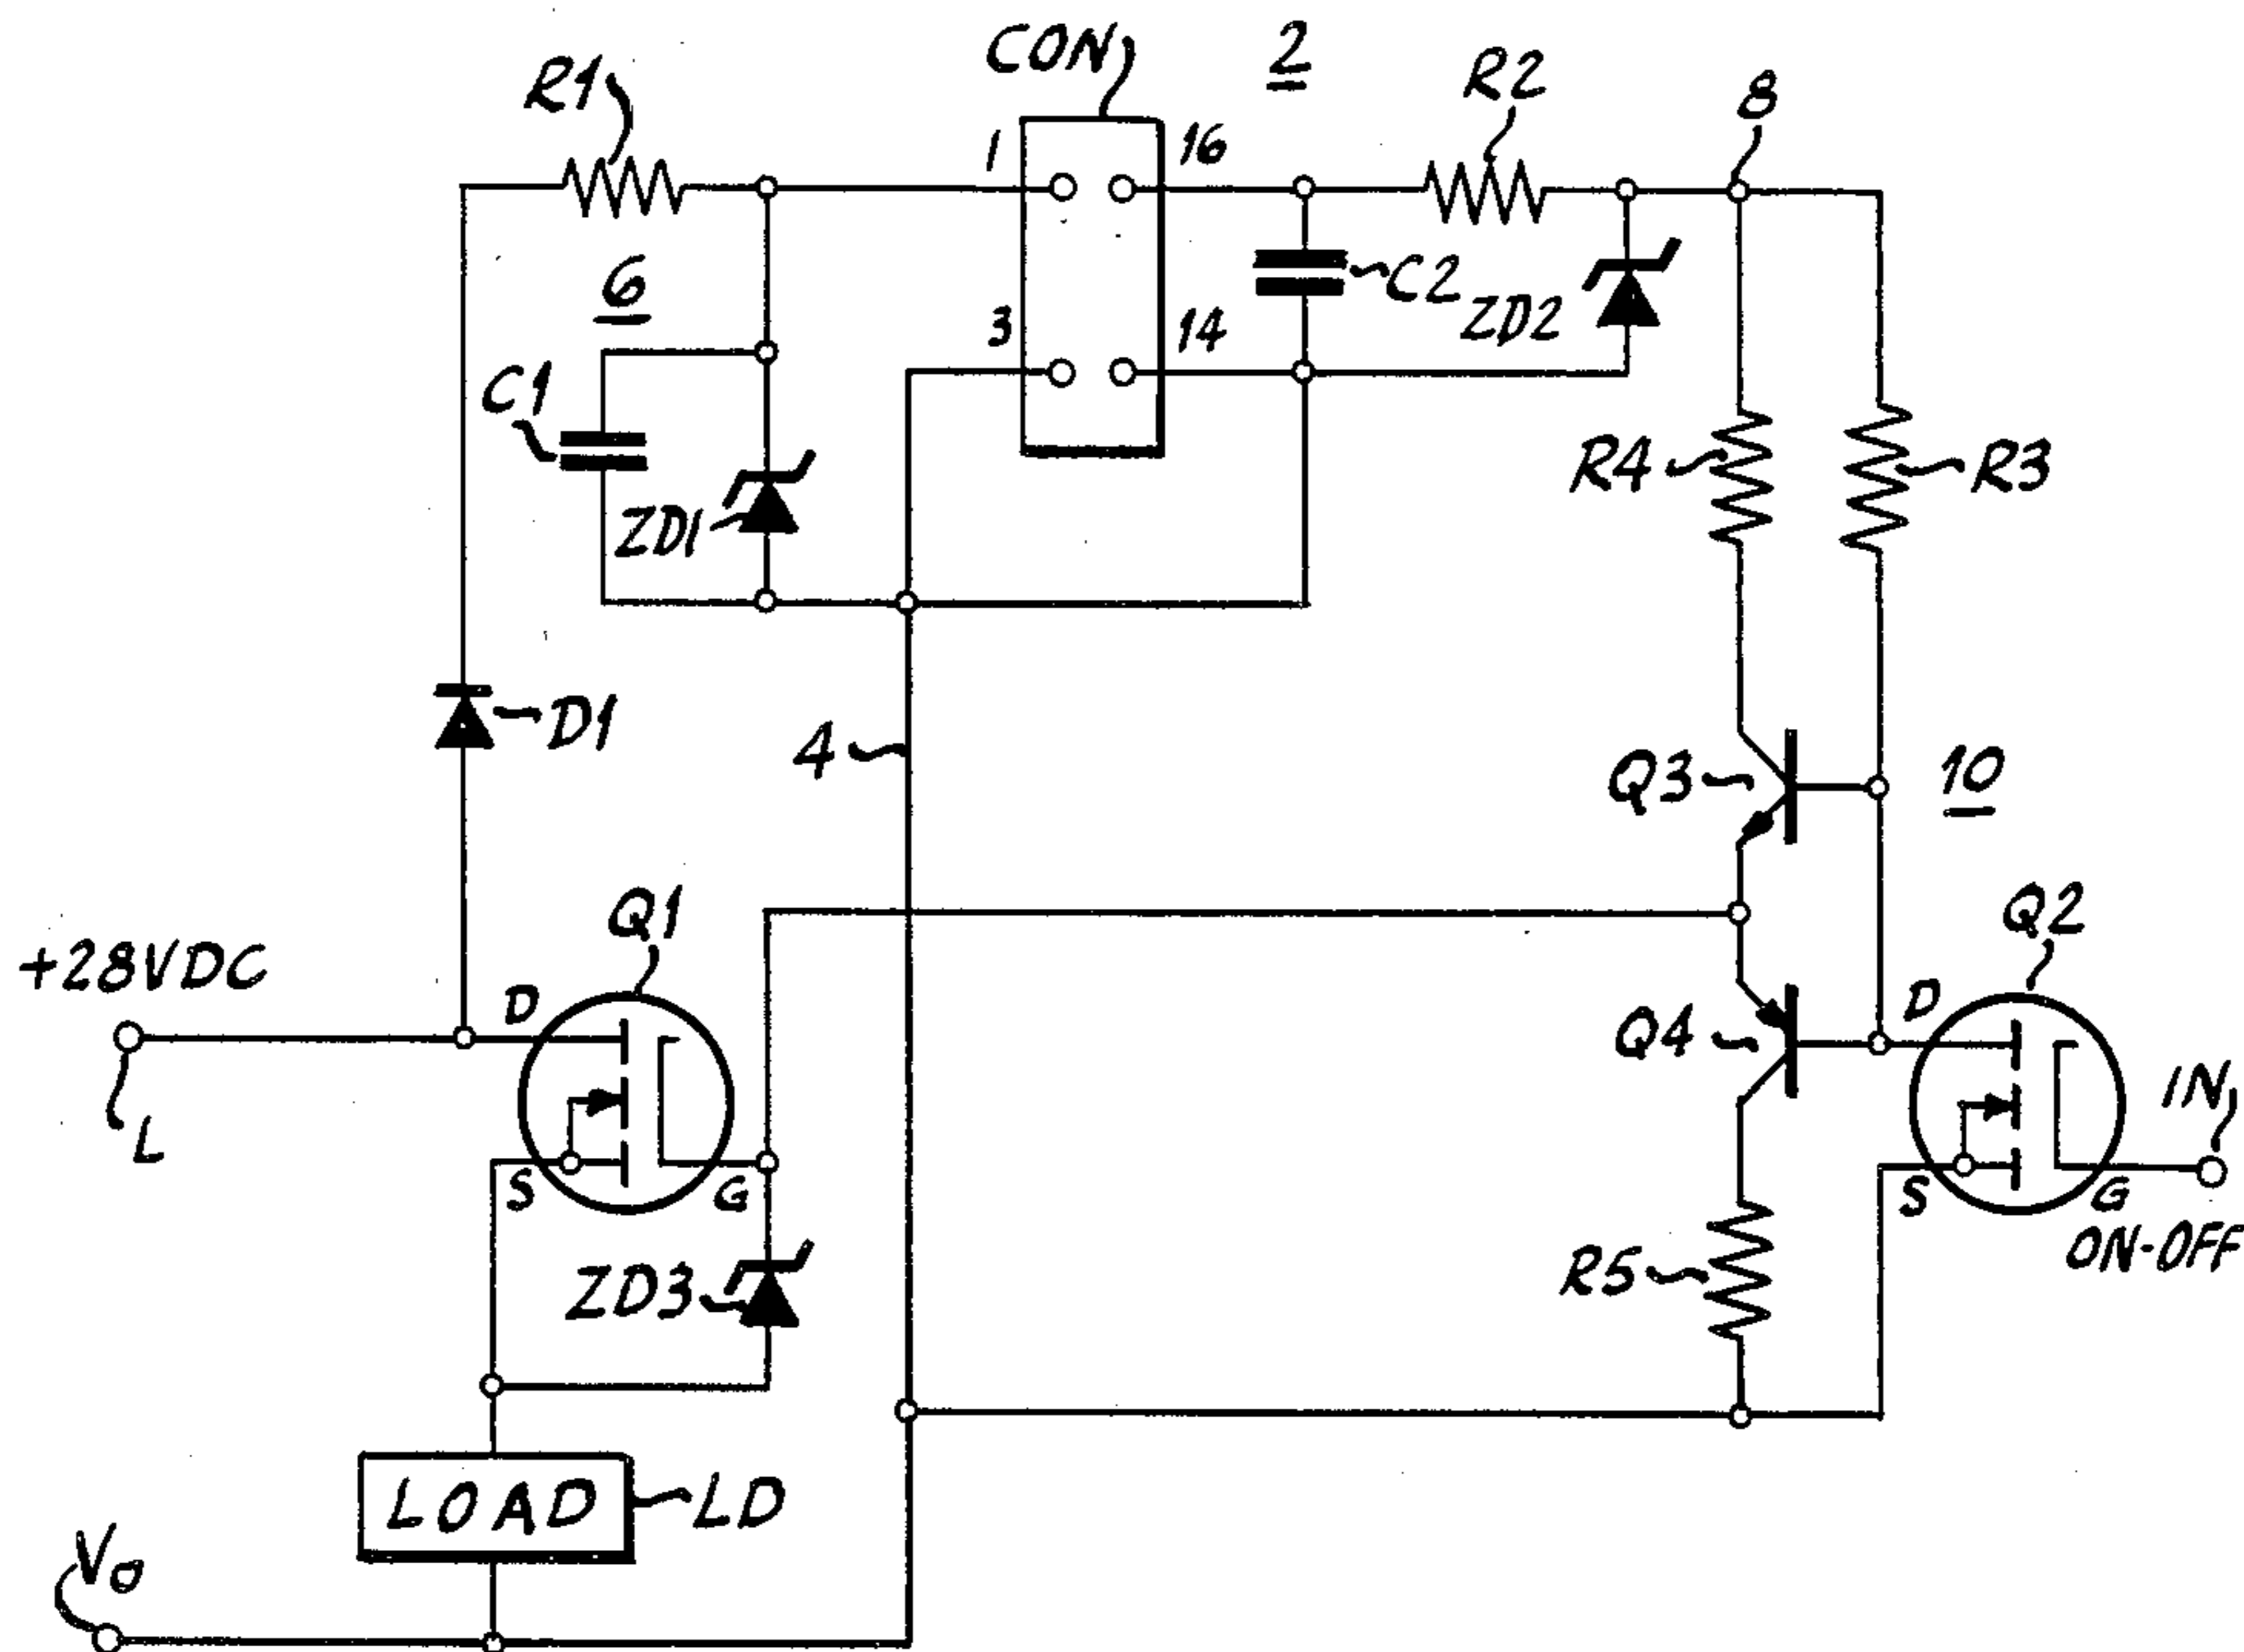 CON
2
R1
R2
8
1
16
6
3
14
C2
ZD2
C1
ZD1
R4
R3
D1
4
Q3
10
Q1
Q2
+28VDC
D
D
Q4
IN
L
S
G
S
G
ON-OFF
ZD3
R5
LOAD
LD
Vo